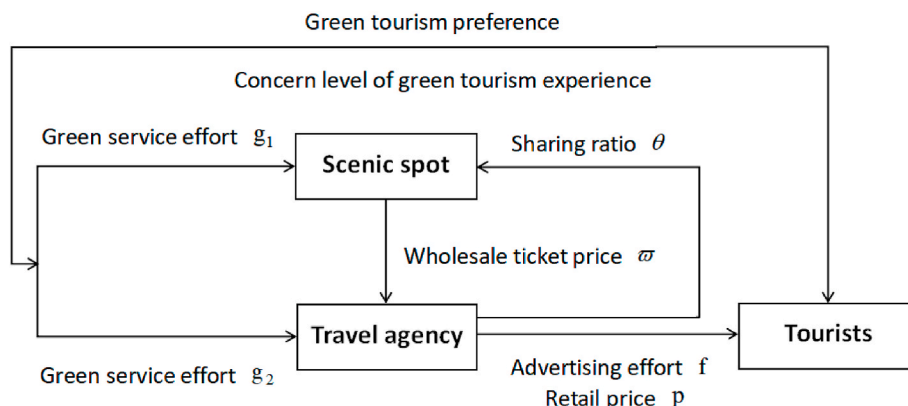 Green tourism preference
Concern level of green tourism experience
Green service effort g₁
Sharing ratio θ
Scenic spot
Wholesale ticket price ϖ
Travel agency
Tourists
Green service effort g₂
Advertising effort f
Retail price p